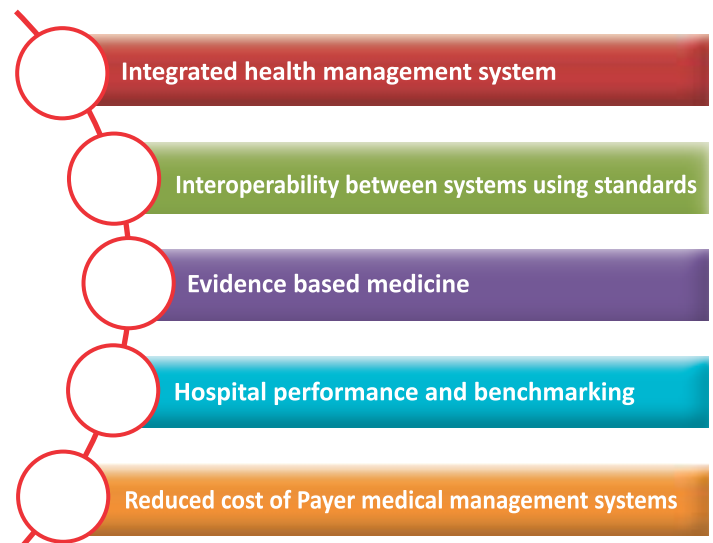 Integrated health management system
Interoperability between systems using standards
Evidence based medicine
Hospital performance and benchmarking
Reduced cost of Payer medical management systems